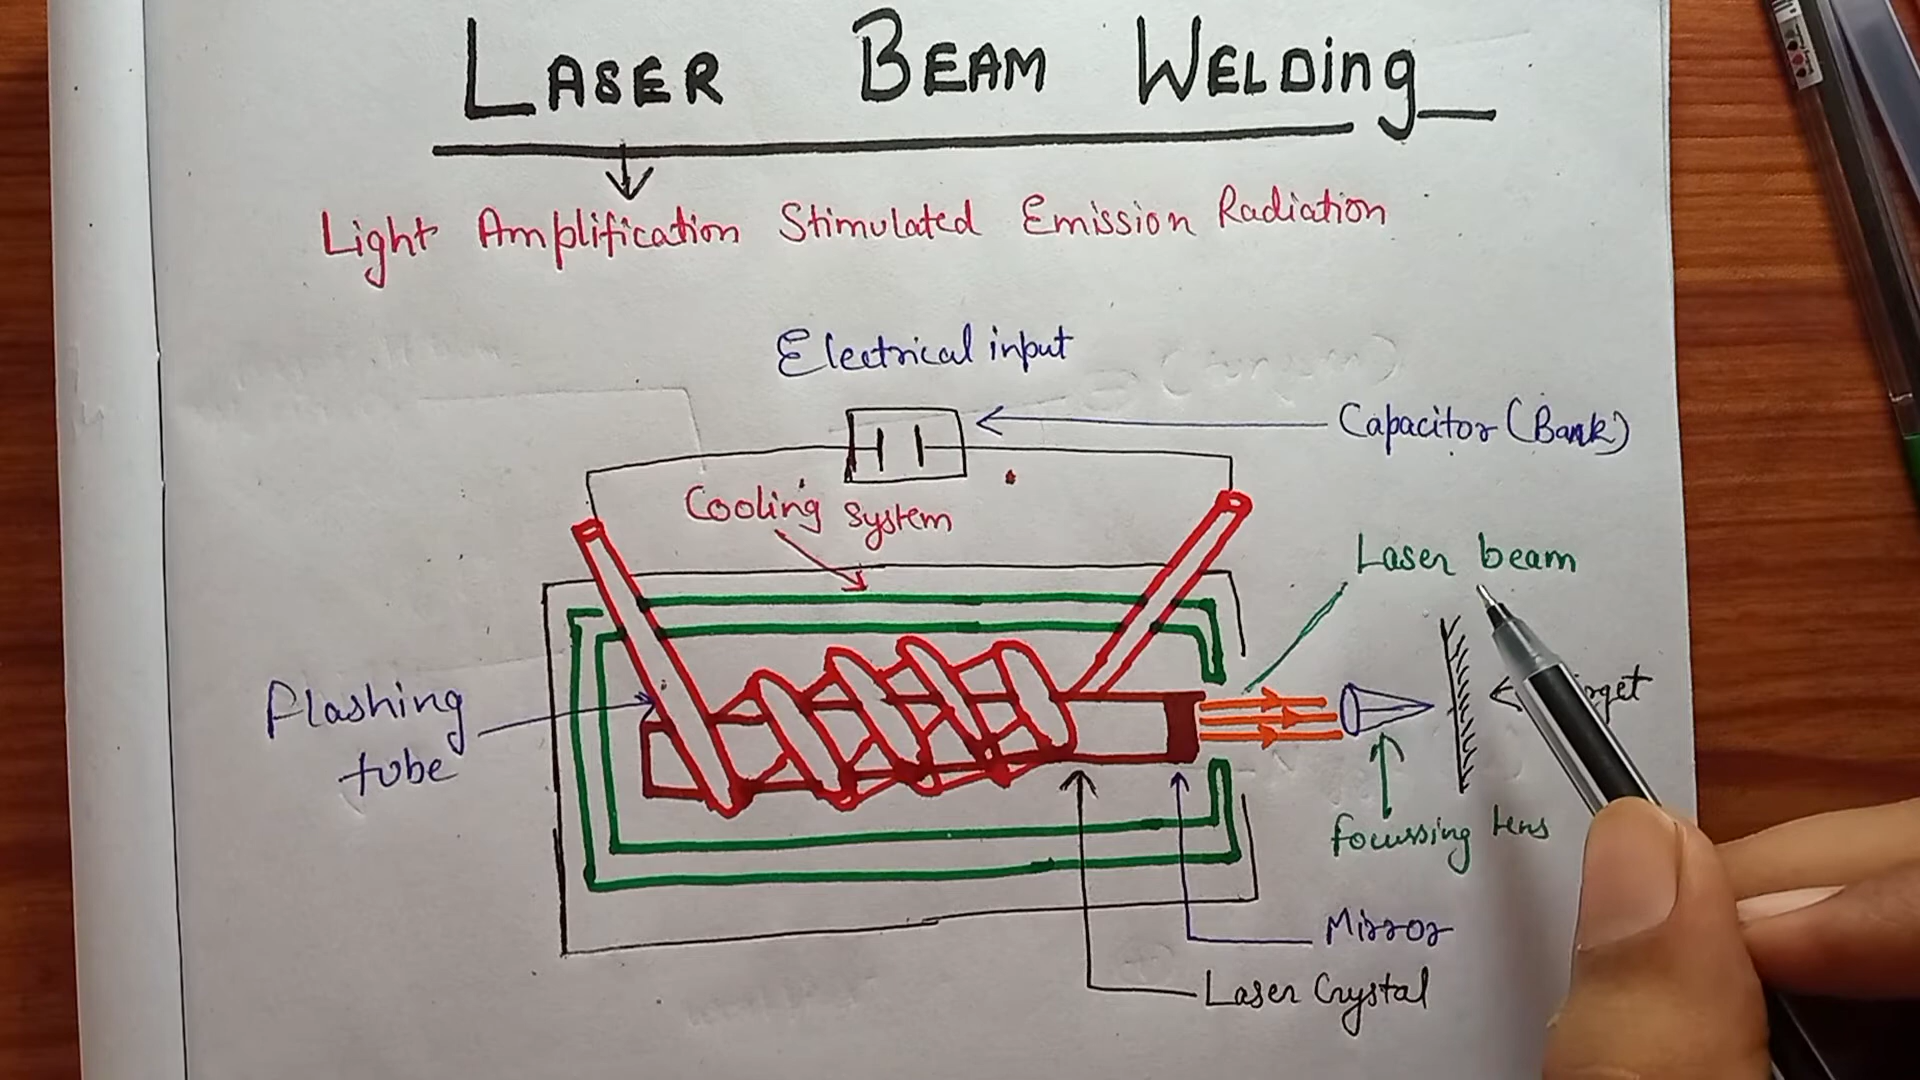 LASER BEAM WELDing
Light Amplification Stimulated Emission Radiation
Electrical input
Capacitor (Bank)
Cooling system
Laser beam
flashing
tube
focussing lens
Mirror
Laser Crystal